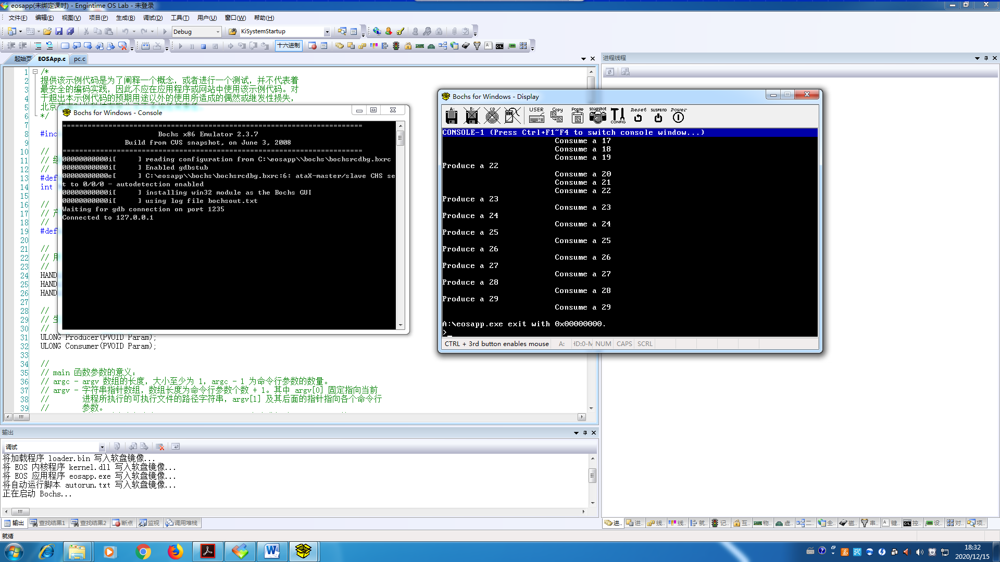 eosapp(未绑定课时) - Engintime OS Lab - 未登录
文件(F) 编辑(E) 视图(V) 项目(P) 生成(B) 调试(D) 工具(T) 用户(U) 窗口(W) 帮助(H)
Debug KiSystemStartup
十六进制
起始页 EOSApp.c pc.c
1 /*
2 提供该示例代码是为了阐释一个概念，或者进行一个测试，并不代表着
3 最安全的编码实践，因此不应在应用程序或网站中使用该示例代码。对
4 于超出本示例代码的预期用途以外的使用所造成的偶然或继发性损失，
5
6 */
7
8 #inc
9
10 //
11 //
12 //
13 #def
14 int
15
16 //
17 //
18 //
19 #def
20
21 //
22 // 用
23 //
24 HAND
25 HAND
26 HAND
27
28 //
29 // 生
30 //
31 ULONG Producer(PVOID Param);
32 ULONG Consumer(PVOID Param);
33
34 //
35 // main 函数参数的意义：
36 // argc - argv 数组的长度，大小至少为 1，argc - 1 为命令行参数的数量。
37 // argv - 字符串指针数组，数组长度为命令行参数个数 + 1。其中 argv[0] 固定指向当前
38 // 进程所执行的可执行文件的路径字符串，argv[1] 及其后面的指针指向各个命令行
39 // 参数。
Bochs for Windows - Console
========================================================================
Bochs x86 Emulator 2.3.7
Build from CVS snapshot, on June 3, 2008
========================================================================
00000000000i[ ] reading configuration from C:\eosapp\\bochs\bochsrcdbg.bxrc
00000000000i[ ] Enabled gdbstub
00000000000e[ ] C:\eosapp\\bochs\bochsrcdbg.bxrc:6: ataX-master/slave CHS se
t to 0/0/0 - autodetection enabled
00000000000i[ ] installing win32 module as the Bochs GUI
00000000000i[ ] using log file bochsout.txt
Waiting for gdb connection on port 1235
Connected to 127.0.0.1
Bochs for Windows - Display
A: B: CD USER Copy Paste snapshot CONFIG Reset SUSPEND Power
CONSOLE-1 (Press Ctrl+F1~F4 to switch console window...)
Consume a 17
Consume a 18
Consume a 19
Produce a 22
Consume a 20
Consume a 21
Consume a 22
Produce a 23
Consume a 23
Produce a 24
Consume a 24
Produce a 25
Consume a 25
Produce a 26
Consume a 26
Produce a 27
Consume a 27
Produce a 28
Consume a 28
Produce a 29
Consume a 29
A:\eosapp.exe exit with 0x00000000.
>_
CTRL + 3rd button enables mouse A: HD:0-M NUM CAPS SCRL
进程线程
输出
调试
将加载程序 loader.bin 写入软盘镜像...
将 EOS 内核程序 kernel.dll 写入软盘镜像...
将 EOS 应用程序 eosapp.exe 写入软盘镜像...
将自动运行脚本 autorun.txt 写入软盘镜像...
正在启动 Bochs...
输出 查找结果1 查找结果2 断点 监视 调用堆栈
进.. 进.. 线.. 线.. 就.. 记.. 互.. 物.. 虚.. 二.. 全.. 磁.. 串.. 键.. 控.. 设.. 对.. 项..
就绪
18:32
2020/12/15